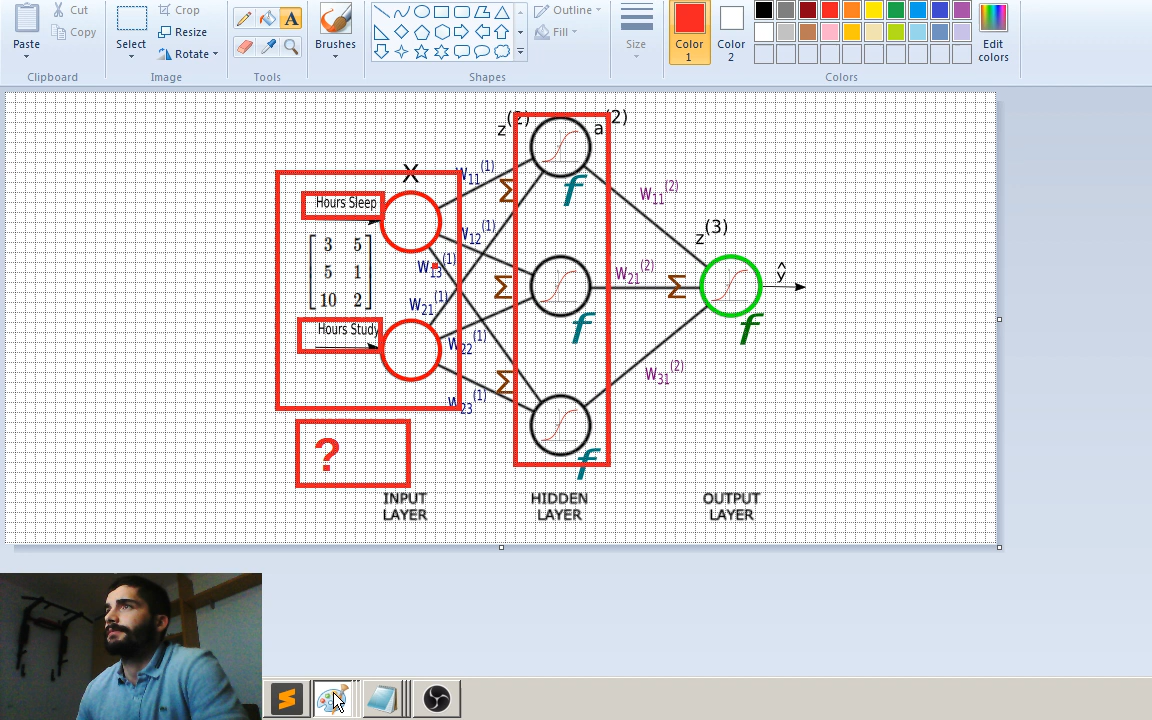 Paste
Cut
Copy
Clipboard
Select
Crop
Resize
Rotate
Image
A
Tools
Brushes
Shapes
Outline
Fill
Size
Color 1
Color 2
Edit colors
Colors
X
Hours Sleep
3 5
5 1
10 2
Hours Study
?
z(2)
a(2)
W11(1)
W12(1)
W13(1)
W21(1)
W22(1)
W23(1)
Σ
Σ
Σ
f
f
f
W11(2)
W21(2)
W31(2)
Σ
z(3)
ŷ
f
INPUT LAYER
HIDDEN LAYER
OUTPUT LAYER